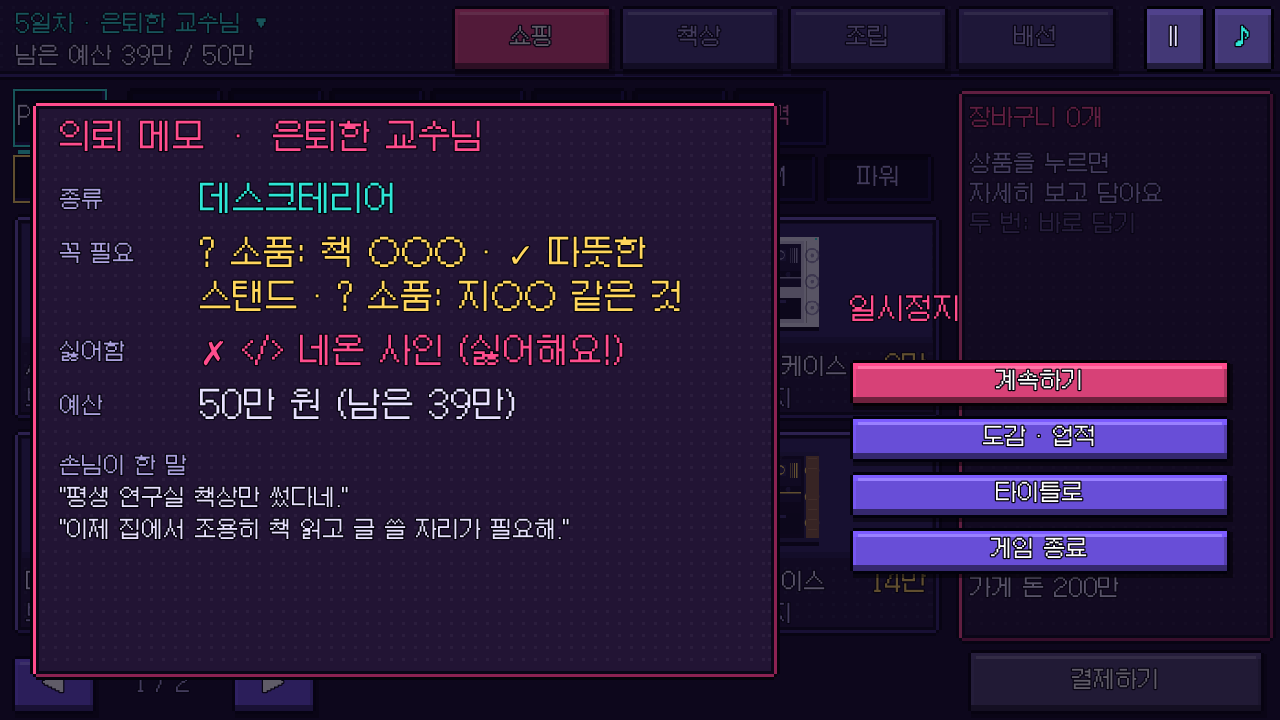 5일차 · 은퇴한 교수님 ▼
남은 예산 39만 / 50만
쇼핑
책상
조립
배선
의뢰 메모 · 은퇴한 교수님
종류 데스크테리어
꼭 필요 ? 소품: 책 ○○○ · ✓ 따뜻한
스탠드 · ? 소품: 지○○ 같은 것
싫어함 ✗ </> 네온 사인 (싫어해요!)
예산 50만 원 (남은 39만)
손님이 한 말
"평생 연구실 책상만 썼다네."
"이제 집에서 조용히 책 읽고 글 쓸 자리가 필요해."
파워
장바구니 0개
상품을 누르면
자세히 보고 담아요
두 번: 바로 담기
일시정지
케이스
계속하기
도감 · 업적
타이틀로
게임 종료
14만
가게 돈 200만
1 / 2
결제하기